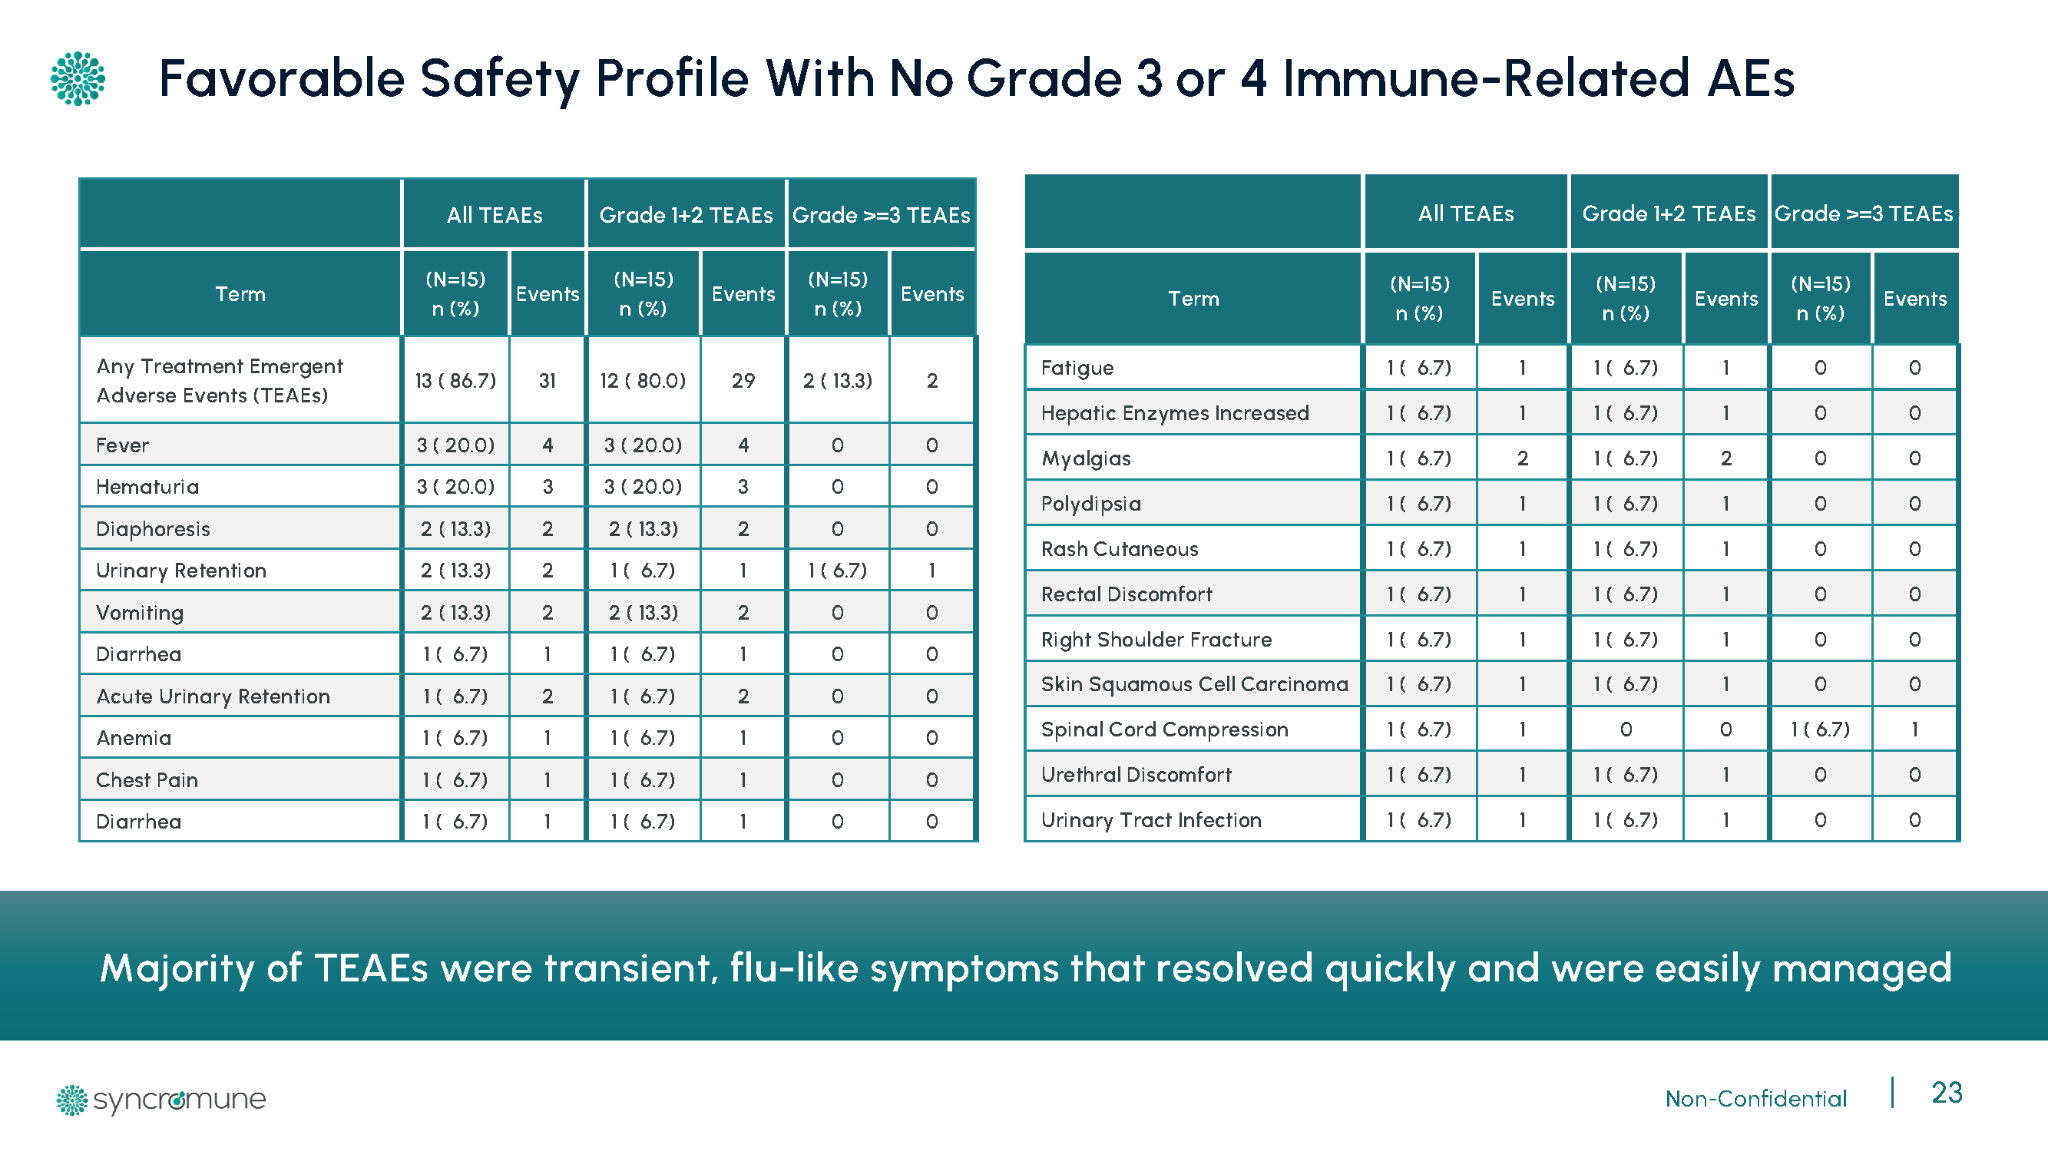 Favorable Safety Profile With No Grade 3 or 4 Immune-Related AEs
All TEAEs Grade 1+2 TEAEs Grade >=3 TEAEs
Term (N=15) n (%) Events (N=15) n (%) Events (N=15) n (%) Events
Any Treatment Emergent Adverse Events (TEAEs) 13 ( 86.7) 31 12 ( 80.0) 29 2 ( 13.3) 2
Fever 3 ( 20.0) 4 3 ( 20.0) 4 0 0
Hematuria 3 ( 20.0) 3 3 ( 20.0) 3 0 0
Diaphoresis 2 ( 13.3) 2 2 ( 13.3) 2 0 0
Urinary Retention 2 ( 13.3) 2 1 ( 6.7) 1 1 ( 6.7) 1
Vomiting 2 ( 13.3) 2 2 ( 13.3) 2 0 0
Diarrhea 1 ( 6.7) 1 1 ( 6.7) 1 0 0
Acute Urinary Retention 1 ( 6.7) 2 1 ( 6.7) 2 0 0
Anemia 1 ( 6.7) 1 1 ( 6.7) 1 0 0
Chest Pain 1 ( 6.7) 1 1 ( 6.7) 1 0 0
Diarrhea 1 ( 6.7) 1 1 ( 6.7) 1 0 0
All TEAEs Grade 1+2 TEAEs Grade >=3 TEAEs
Term (N=15) n (%) Events (N=15) n (%) Events (N=15) n (%) Events
Fatigue 1 ( 6.7) 1 1 ( 6.7) 1 0 0
Hepatic Enzymes Increased 1 ( 6.7) 1 1 ( 6.7) 1 0 0
Myalgias 1 ( 6.7) 2 1 ( 6.7) 2 0 0
Polydipsia 1 ( 6.7) 1 1 ( 6.7) 1 0 0
Rash Cutaneous 1 ( 6.7) 1 1 ( 6.7) 1 0 0
Rectal Discomfort 1 ( 6.7) 1 1 ( 6.7) 1 0 0
Right Shoulder Fracture 1 ( 6.7) 1 1 ( 6.7) 1 0 0
Skin Squamous Cell Carcinoma 1 ( 6.7) 1 1 ( 6.7) 1 0 0
Spinal Cord Compression 1 ( 6.7) 1 0 0 1 ( 6.7) 1
Urethral Discomfort 1 ( 6.7) 1 1 ( 6.7) 1 0 0
Urinary Tract Infection 1 ( 6.7) 1 1 ( 6.7) 1 0 0
Majority of TEAEs were transient, flu-like symptoms that resolved quickly and were easily managed
syncromune
Non-Confidential | 23